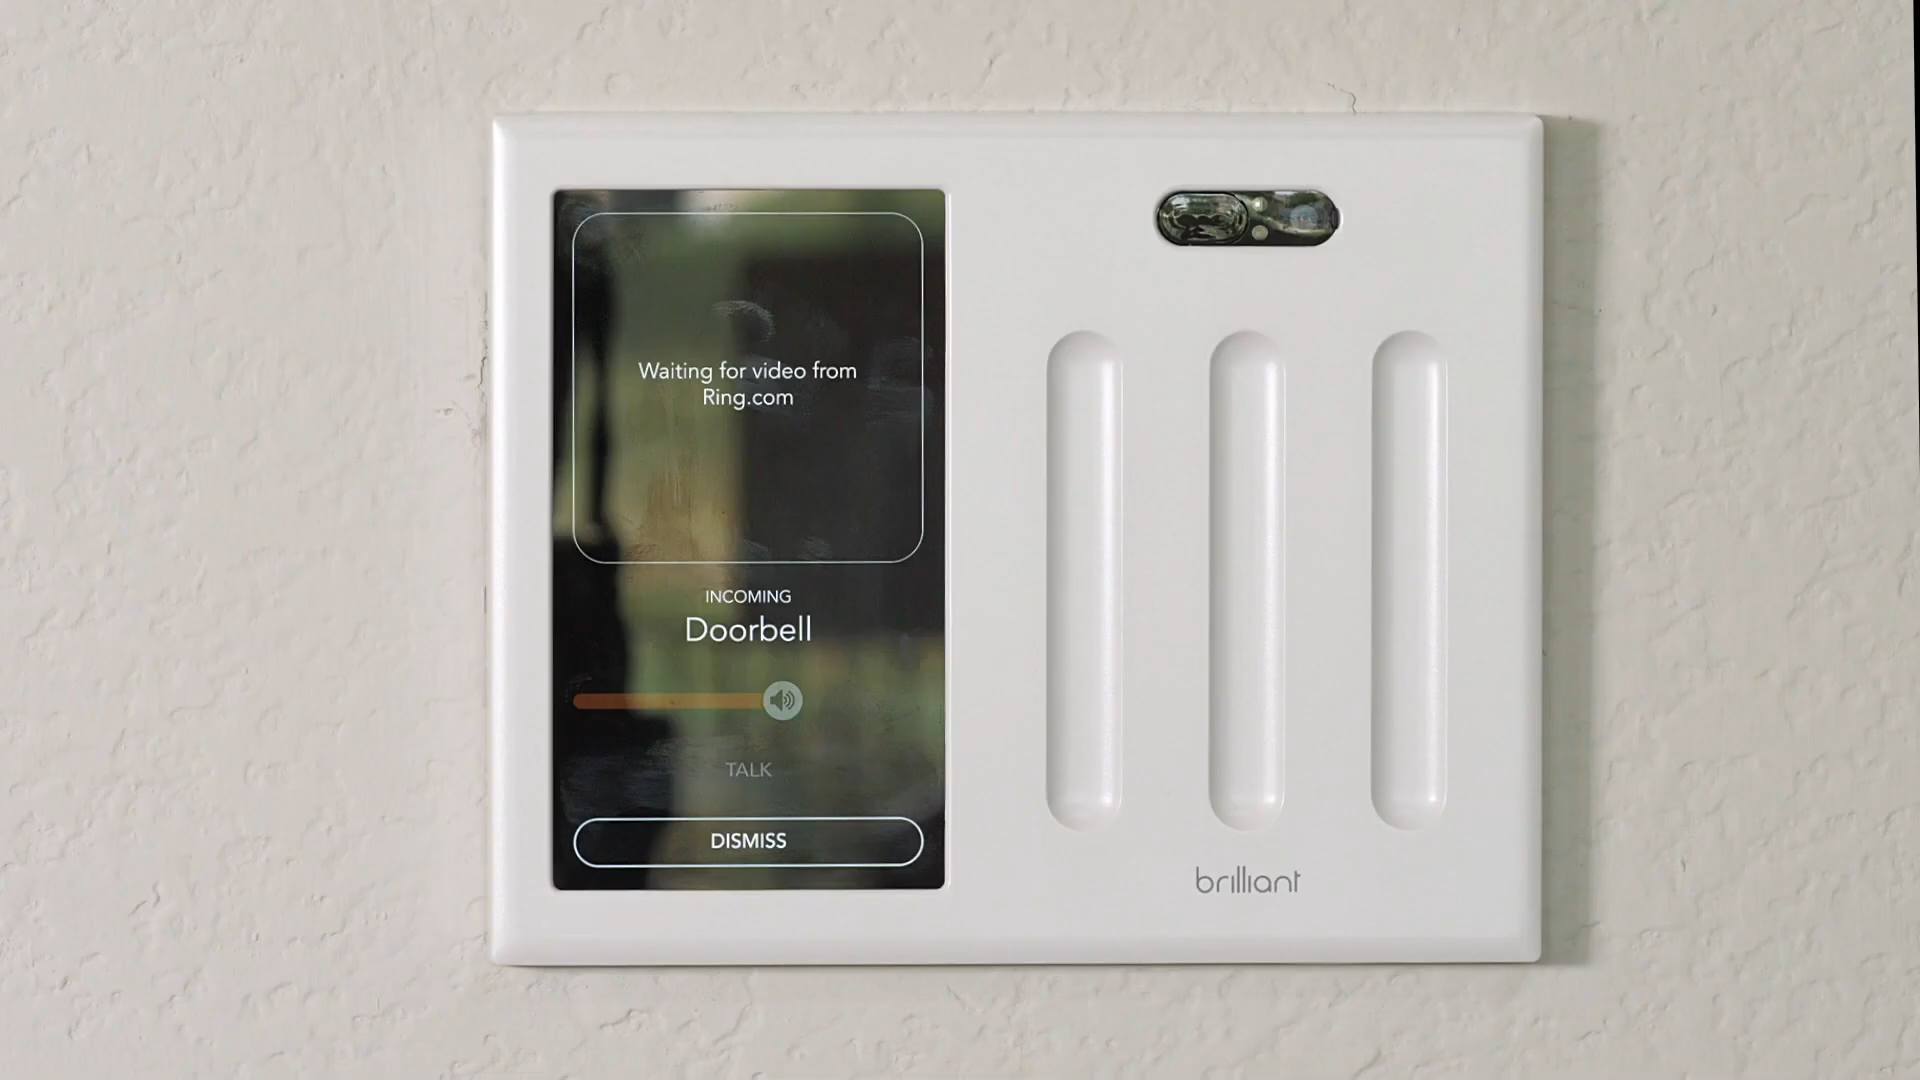 Waiting for video from
Ring.com
INCOMING
Doorbell
TALK
DISMISS
brilliant